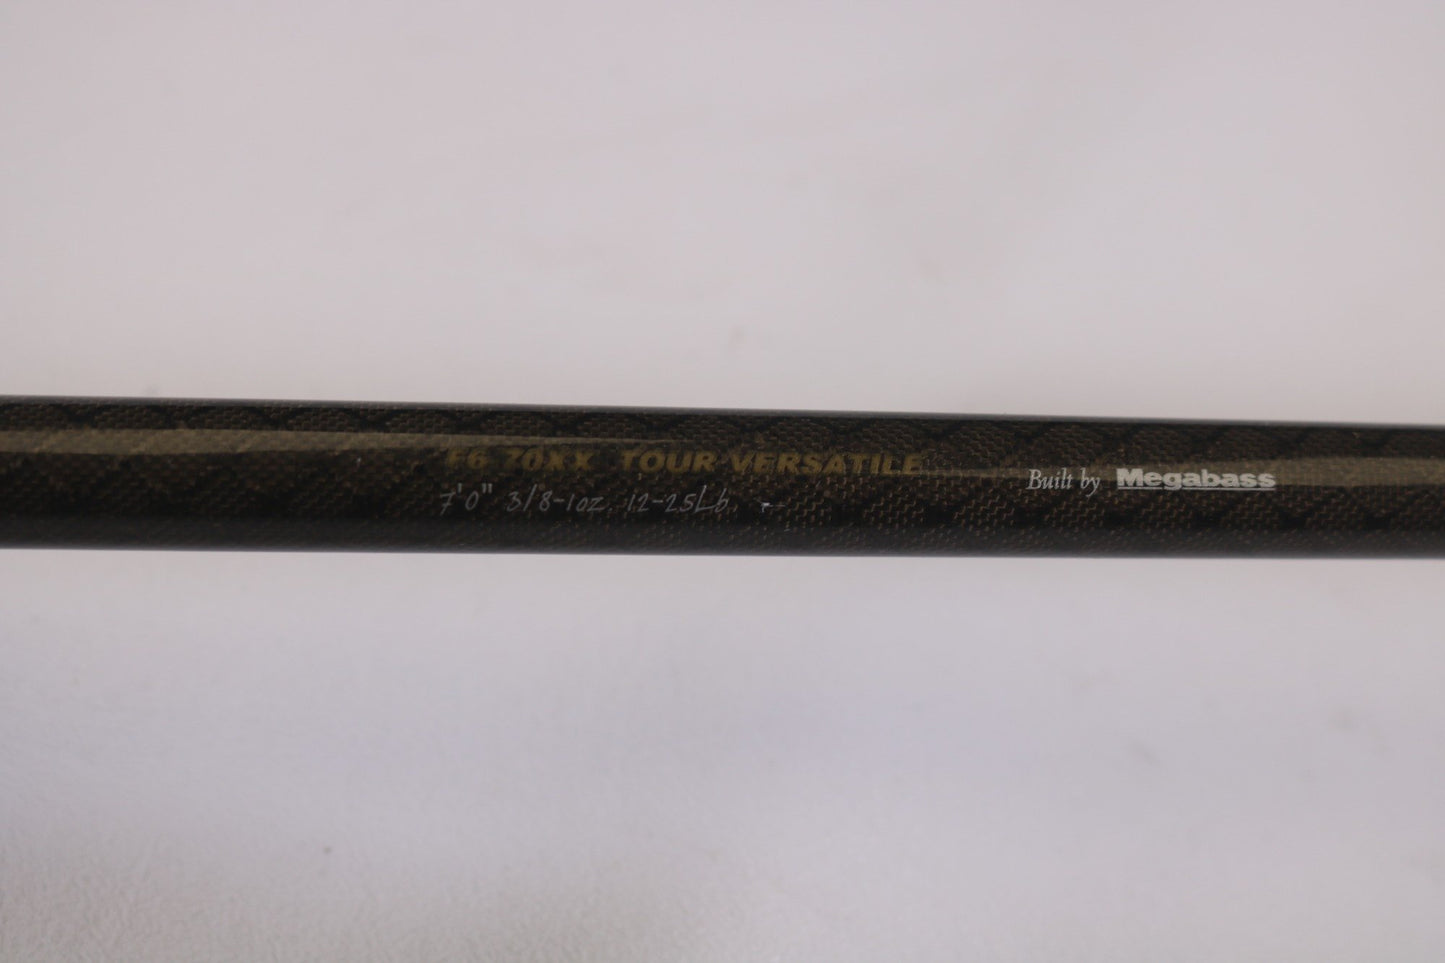 F6 70XX TOUR VERSATILE
7'0" 3/8-1oz 12-25Lb
Built by Megabass